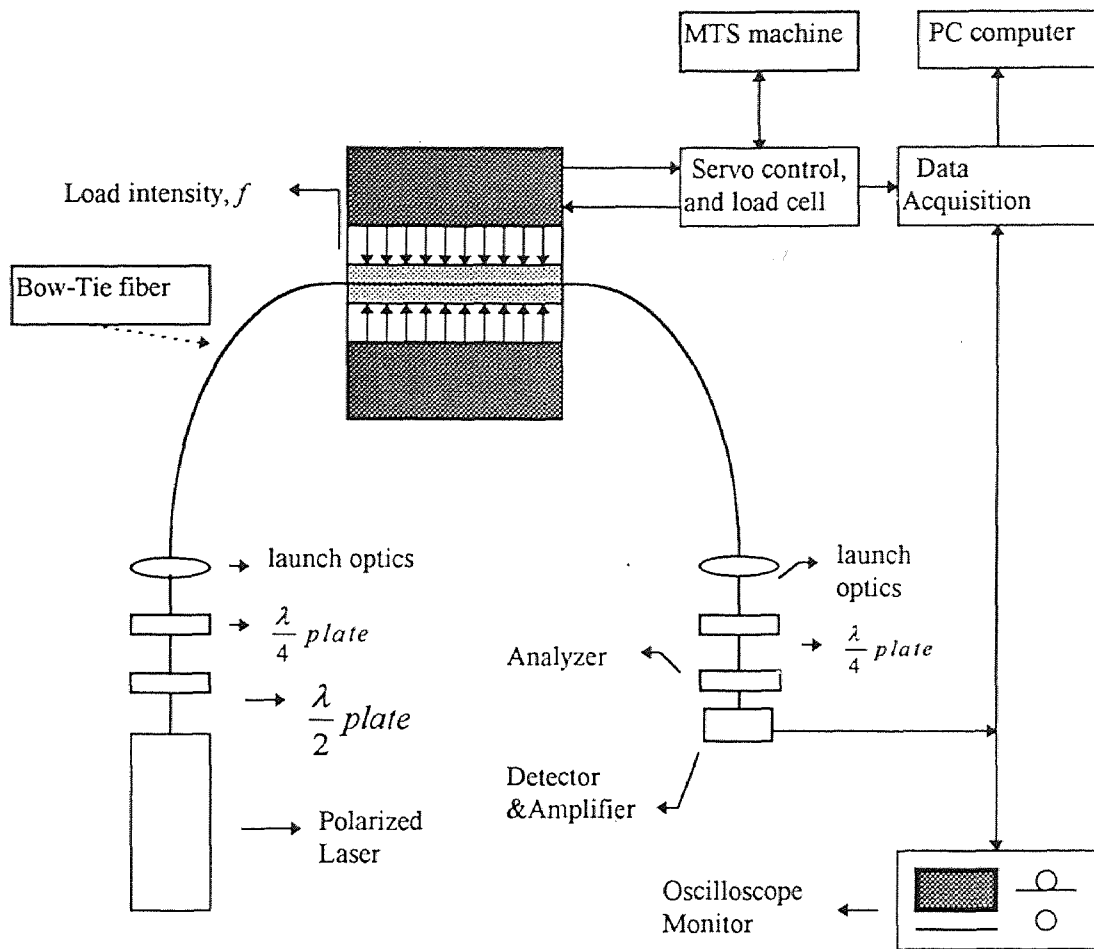 MTS machine
PC computer
Servo control,
and load cell
Data
Acquisition
Load intensity, f
Bow-Tie fiber
launch optics
λ/4 plate
λ/2 plate
Polarized
Laser
launch
optics
λ/4 plate
Analyzer
Detector
&Amplifier
Oscilloscope
Monitor